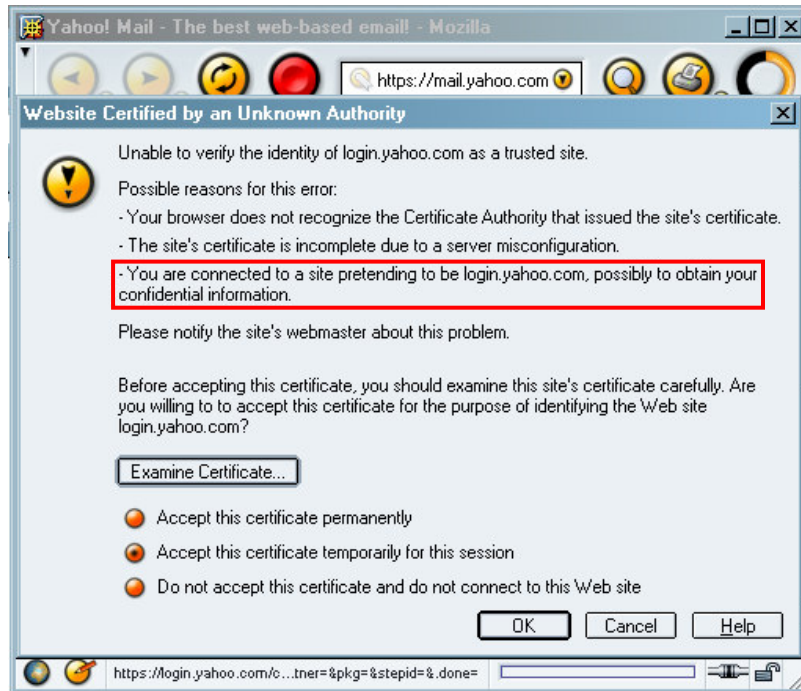 Yahoo! Mail - The best web-based email! - Mozilla
https://mail.yahoo.com
Website Certified by an Unknown Authority
Unable to verify the identity of login.yahoo.com as a trusted site.
Possible reasons for this error:
- Your browser does not recognize the Certificate Authority that issued the site's certificate.
- The site's certificate is incomplete due to a server misconfiguration.
- You are connected to a site pretending to be login.yahoo.com, possibly to obtain your
confidential information.
Please notify the site's webmaster about this problem.
Before accepting this certificate, you should examine this site's certificate carefully. Are
you willing to to accept this certificate for the purpose of identifying the Web site
login.yahoo.com?
Examine Certificate...
Accept this certificate permanently
Accept this certificate temporarily for this session
Do not accept this certificate and do not connect to this Web site
OK Cancel Help
https://login.yahoo.com/c...tner=&pkg=&stepid=&.done=